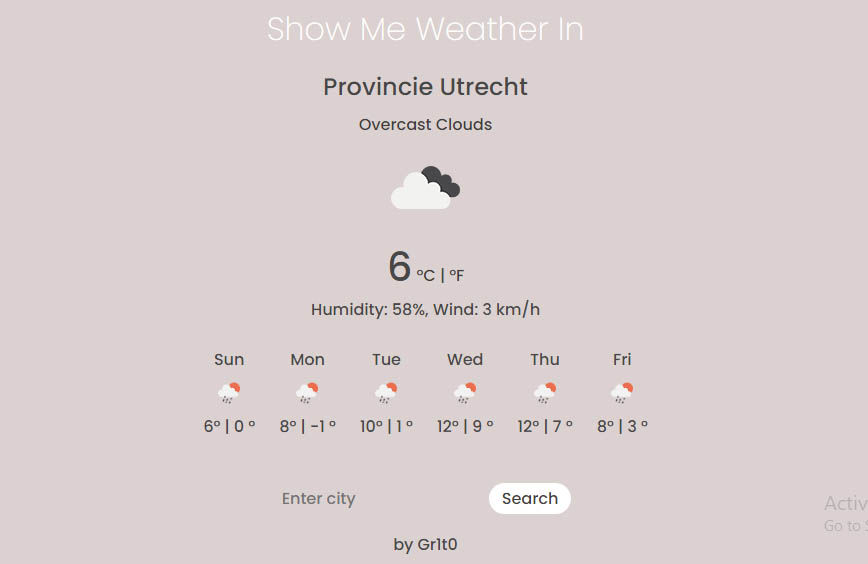 Show Me Weather In
Provincie Utrecht
Overcast Clouds
6 °C | °F
Humidity: 58%, Wind: 3 km/h
Sun Mon Tue Wed Thu Fri
6° | 0 ° 8° | -1 ° 10° | 1 ° 12° | 9 ° 12° | 7 ° 8° | 3 °
Enter city Search
Go to
by Gr1t0